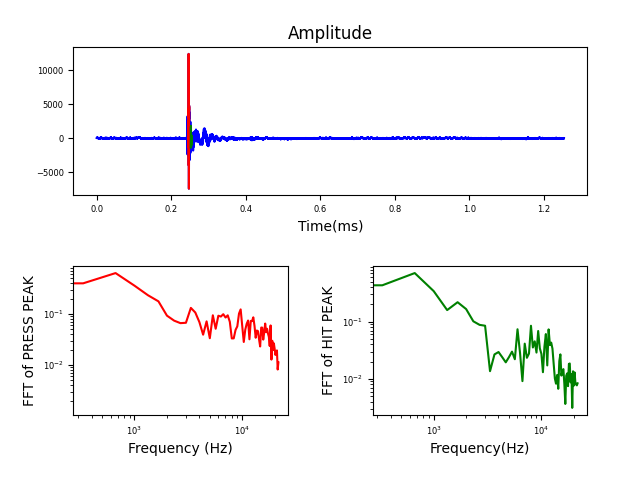 Amplitude
10000
5000
0
−5000
0.0 0.2 0.4 0.6 0.8 1.0 1.2
Time(ms)
FFT of PRESS PEAK
10⁻¹
10⁻²
10³ 10⁴
Frequency (Hz)
FFT of HIT PEAK
10⁻¹
10⁻²
10³ 10⁴
Frequency(Hz)